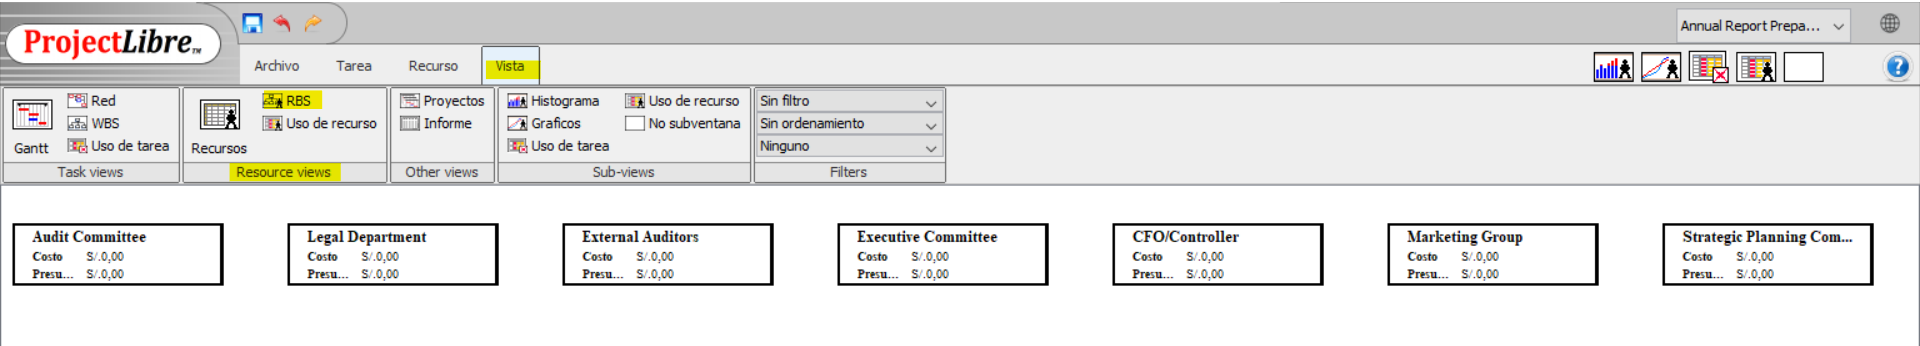 Annual Report Prepa...
ProjectLibre™
Archivo Tarea Recurso Vista
Red RBS Proyectos Histograma Uso de recurso Sin filtro
WBS Uso de recurso Informe Graficos No subventana Sin ordenamiento
Gantt Uso de tarea Recursos Uso de tarea Ninguno
Task views Resource views Other views Sub-views Filters
Audit Committee Legal Department External Auditors Executive Committee CFO/Controller Marketing Group Strategic Planning Com...
Costo S/.0,00 Costo S/.0,00 Costo S/.0,00 Costo S/.0,00 Costo S/.0,00 Costo S/.0,00 Costo S/.0,00
Presu... S/.0,00 Presu... S/.0,00 Presu... S/.0,00 Presu... S/.0,00 Presu... S/.0,00 Presu... S/.0,00 Presu... S/.0,00